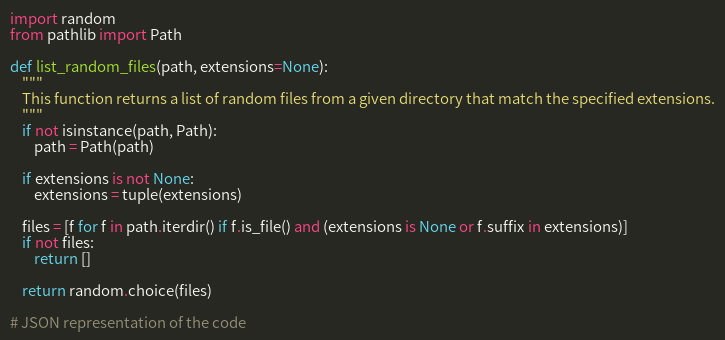 import random
from pathlib import Path

def list_random_files(path, extensions=None):
    """
    This function returns a list of random files from a given directory that match the specified extensions.
    """
    if not isinstance(path, Path):
        path = Path(path)

    if extensions is not None:
        extensions = tuple(extensions)

    files = [f for f in path.iterdir() if f.is_file() and (extensions is None or f.suffix in extensions)]
    if not files:
        return []

    return random.choice(files)

# JSON representation of the code